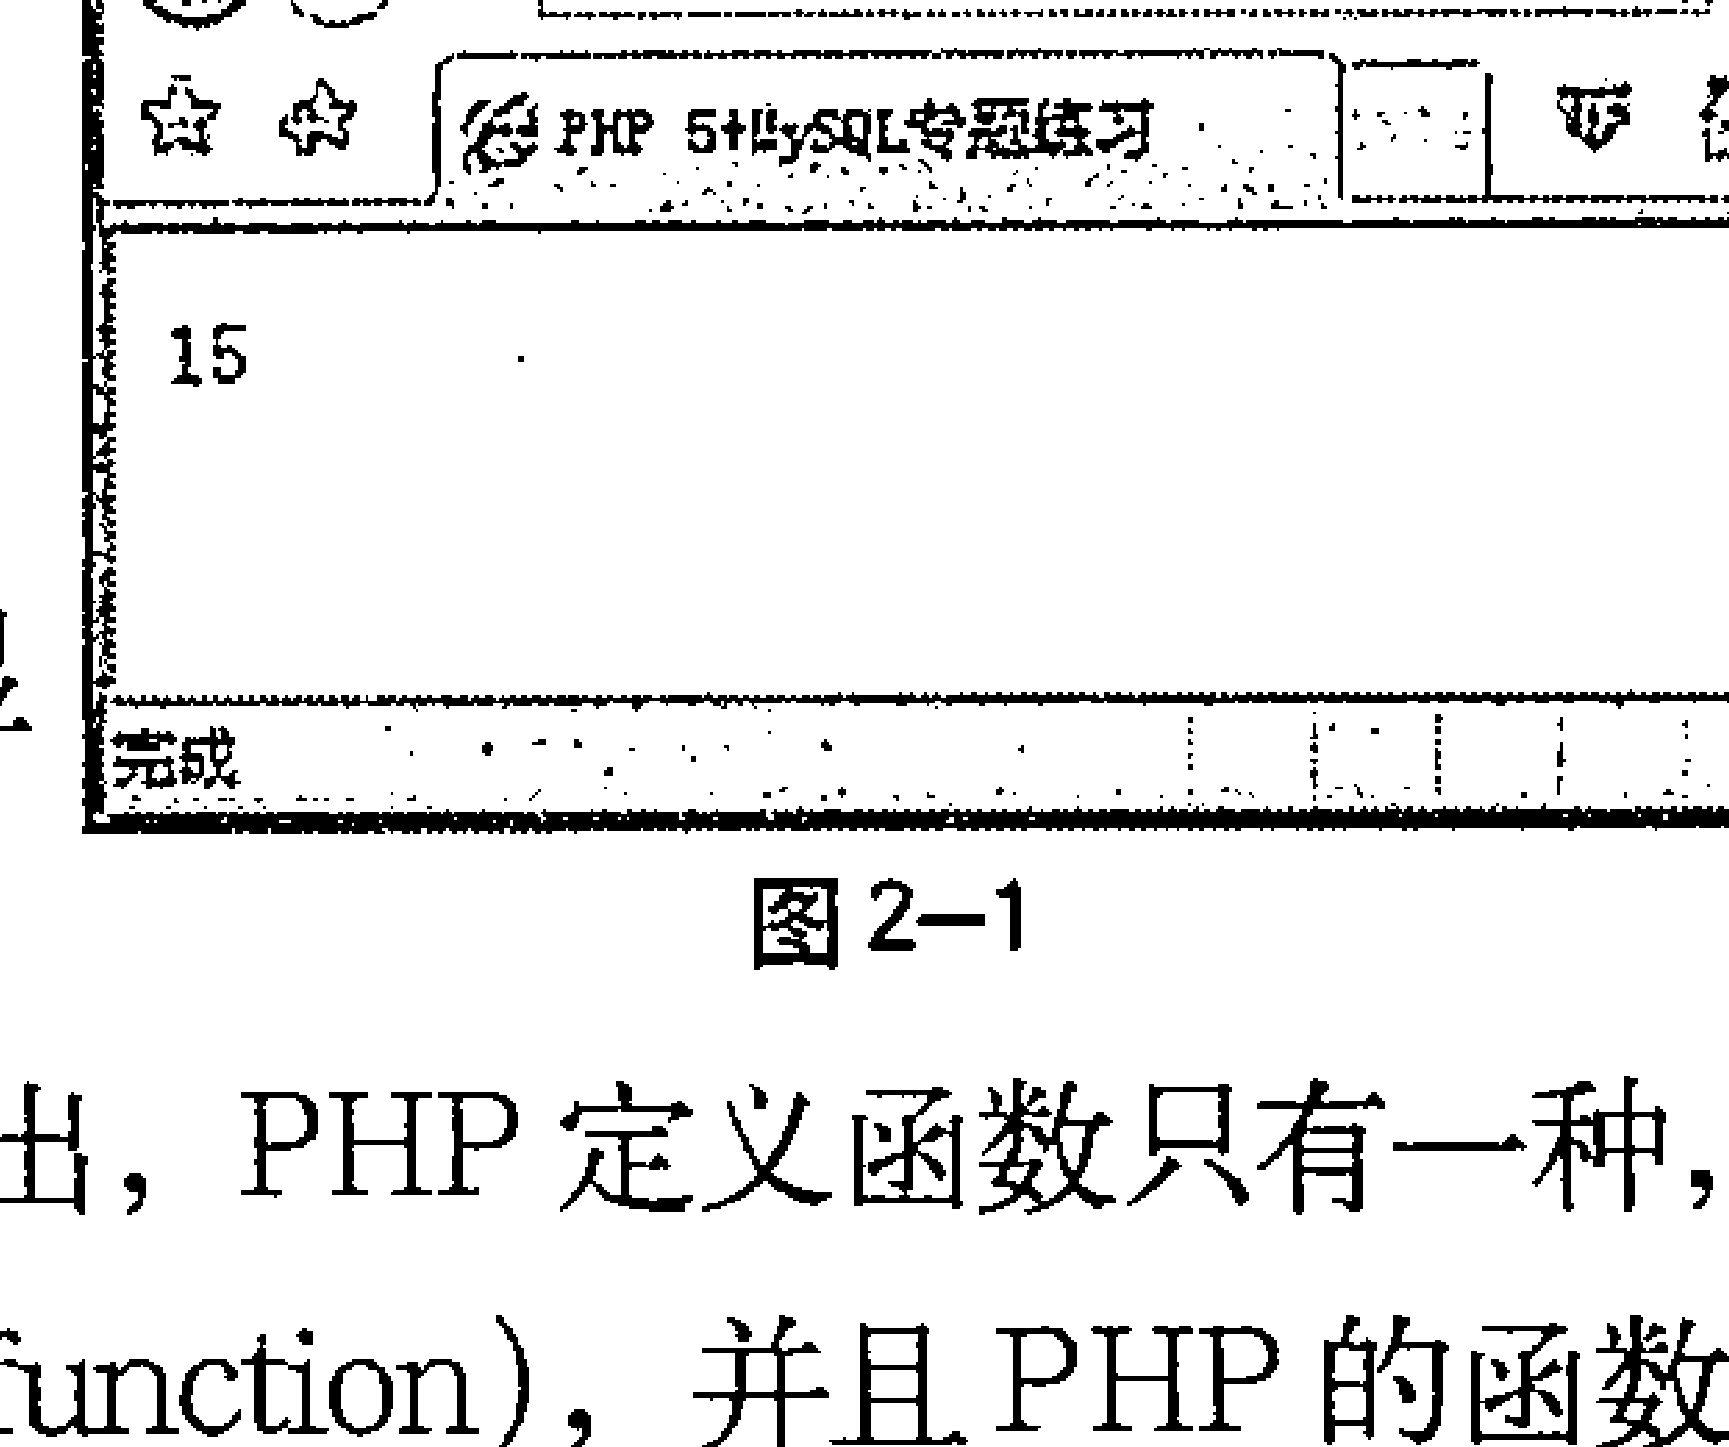 PHP 5+MySQL专题练习
15
完成
图 2-1
出，PHP 定义函数只有一种，
function)，并且 PHP 的函数